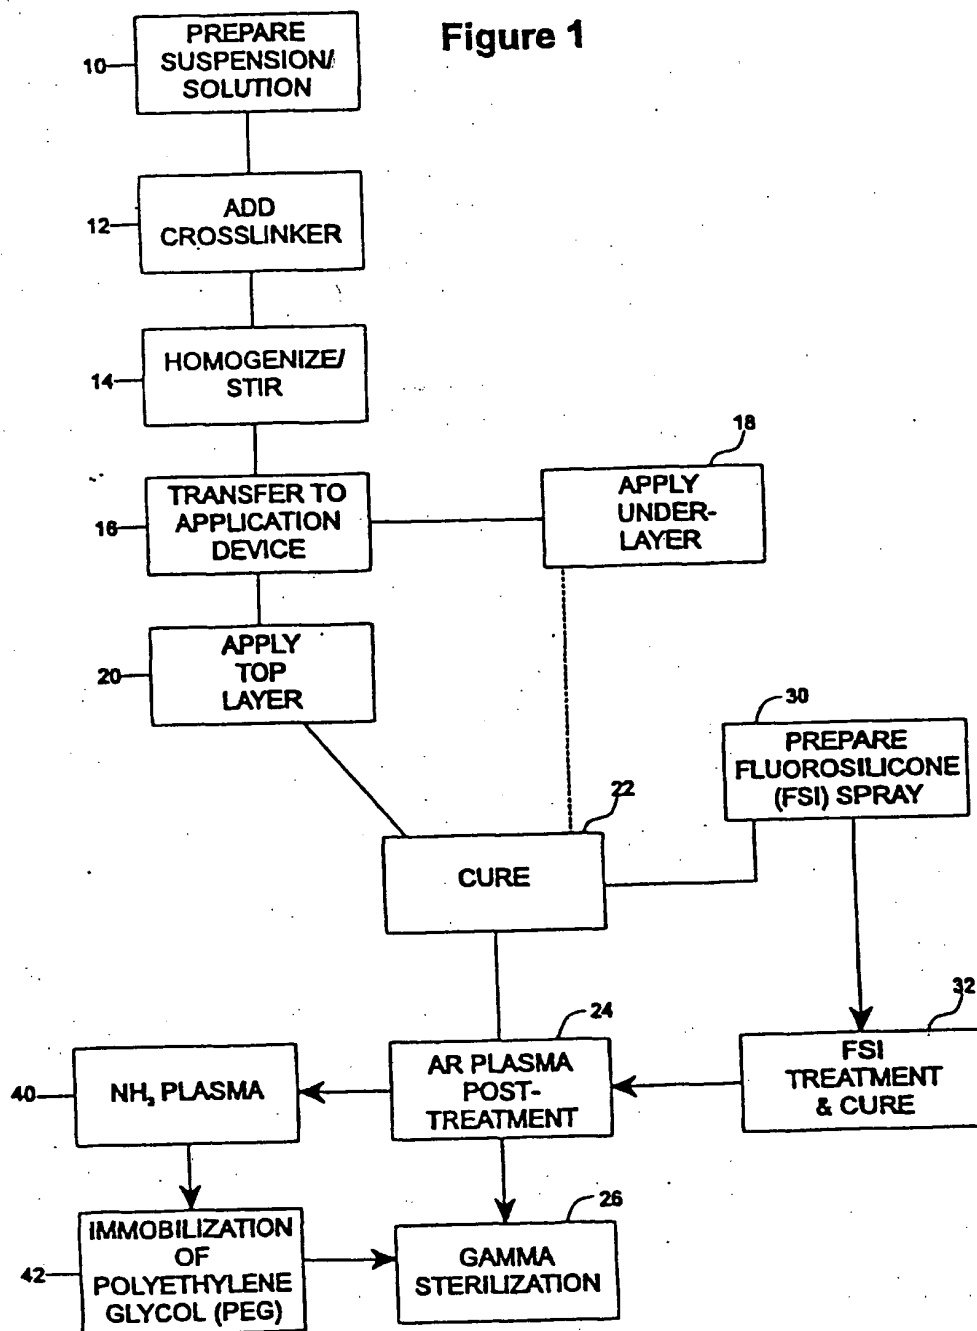 Figure 1
PREPARE
SUSPENSION/
SOLUTION
10
ADD
CROSSLINKER
12
HOMOGENIZE/
STIR
14
TRANSFER TO
APPLICATION
DEVICE
16
18
APPLY
UNDER-
LAYER
APPLY
TOP
LAYER
20
30
PREPARE
FLUOROSILICONE
(FSI) SPRAY
22
CURE
32
FSI
TREATMENT
& CURE
24
AR PLASMA
POST-
TREATMENT
NH3 PLASMA
40
26
GAMMA
STERILIZATION
IMMOBILIZATION
OF
POLYETHYLENE
GLYCOL (PEG)
42